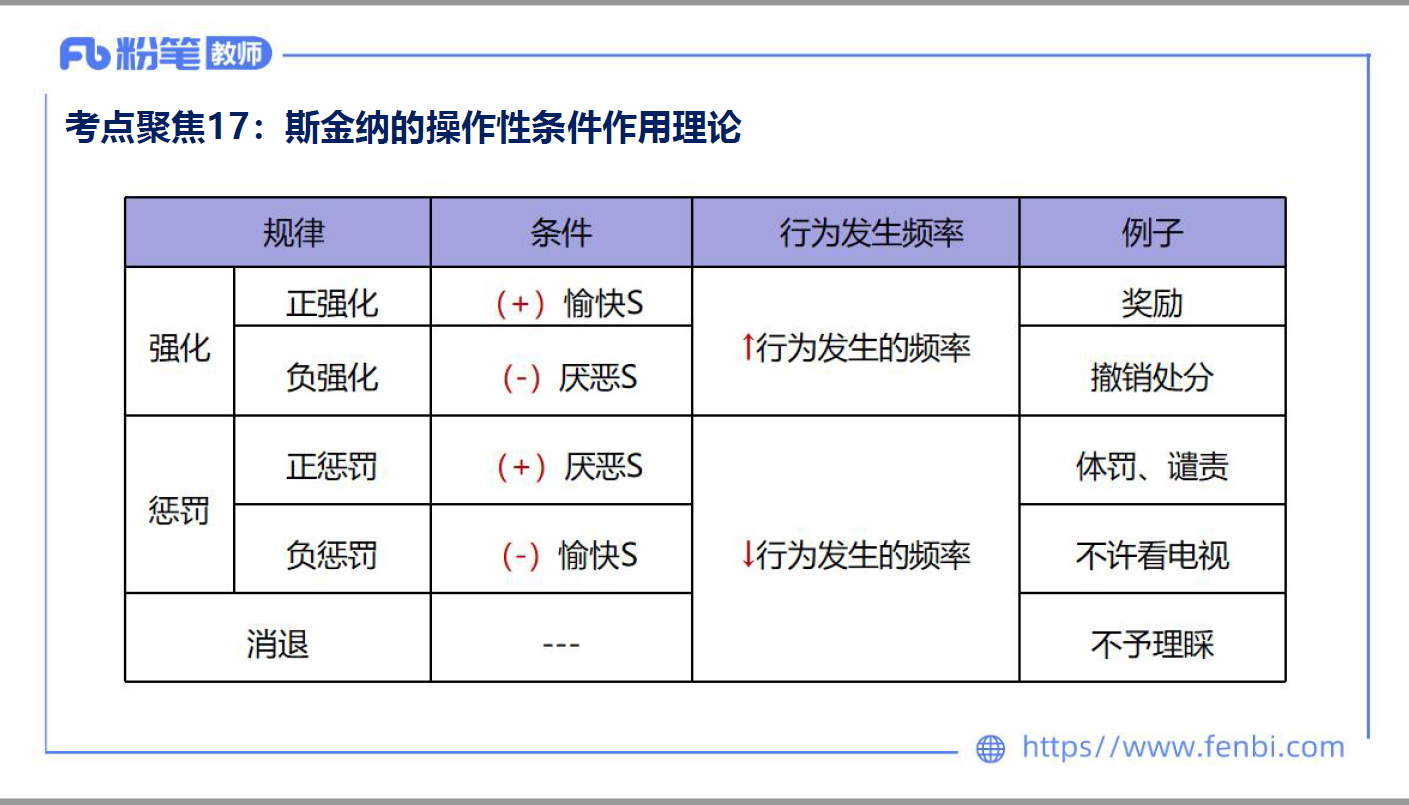 粉笔教师
考点聚焦17：斯金纳的操作性条件作用理论
规律 条件 行为发生频率 例子
强化 正强化 （+）愉快S ↑行为发生的频率 奖励
负强化 （-）厌恶S 撤销处分
惩罚 正惩罚 （+）厌恶S ↓行为发生的频率 体罚、谴责
负惩罚 （-）愉快S 不许看电视
消退 --- 不予理睬
https//www.fenbi.com